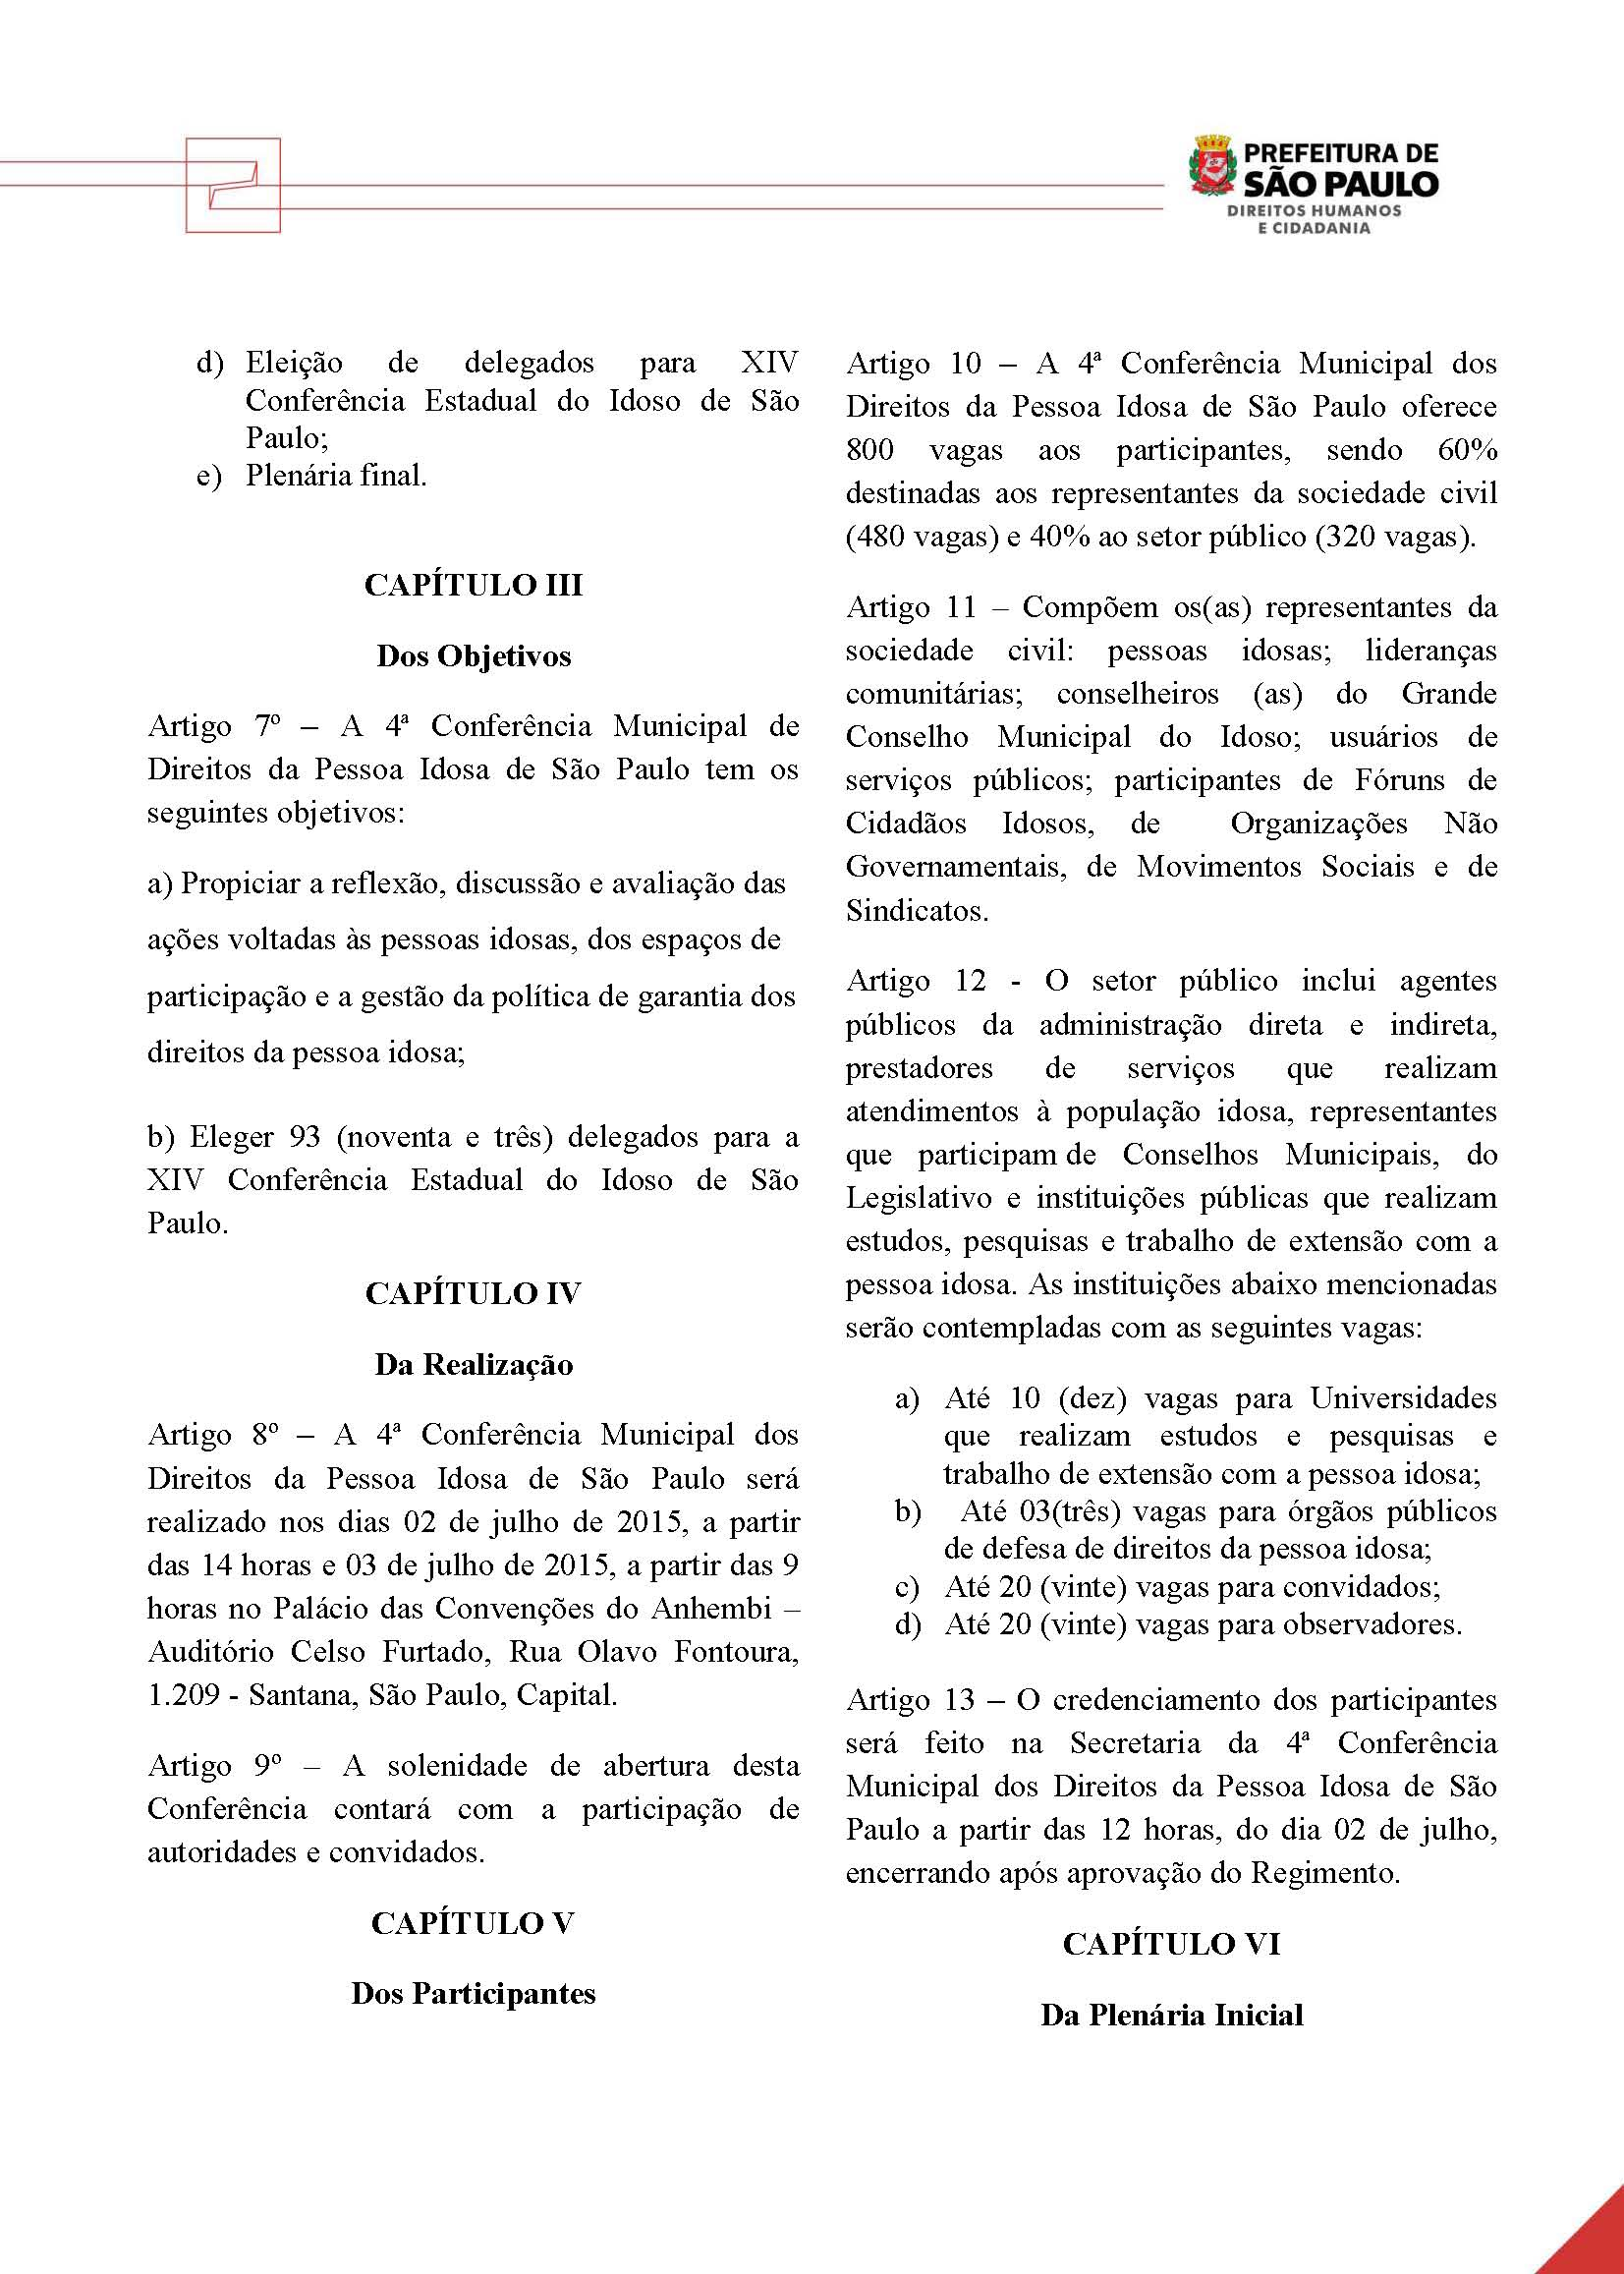 PREFEITURA DE
SÃO PAULO
DIREITOS HUMANOS
E CIDADANIA
d) Eleição de delegados para XIV
Conferência Estadual do Idoso de São
Paulo;
e) Plenária final.
CAPÍTULO III
Dos Objetivos
Artigo 7º – A 4ª Conferência Municipal de
Direitos da Pessoa Idosa de São Paulo tem os
seguintes objetivos:
a) Propiciar a reflexão, discussão e avaliação das
ações voltadas às pessoas idosas, dos espaços de
participação e a gestão da política de garantia dos
direitos da pessoa idosa;
b) Eleger 93 (noventa e três) delegados para a
XIV Conferência Estadual do Idoso de São
Paulo.
CAPÍTULO IV
Da Realização
Artigo 8º – A 4ª Conferência Municipal dos
Direitos da Pessoa Idosa de São Paulo será
realizado nos dias 02 de julho de 2015, a partir
das 14 horas e 03 de julho de 2015, a partir das 9
horas no Palácio das Convenções do Anhembi –
Auditório Celso Furtado, Rua Olavo Fontoura,
1.209 - Santana, São Paulo, Capital.
Artigo 9º – A solenidade de abertura desta
Conferência contará com a participação de
autoridades e convidados.
CAPÍTULO V
Dos Participantes
Artigo 10 – A 4ª Conferência Municipal dos
Direitos da Pessoa Idosa de São Paulo oferece
800 vagas aos participantes, sendo 60%
destinadas aos representantes da sociedade civil
(480 vagas) e 40% ao setor público (320 vagas).
Artigo 11 – Compõem os(as) representantes da
sociedade civil: pessoas idosas; lideranças
comunitárias; conselheiros (as) do Grande
Conselho Municipal do Idoso; usuários de
serviços públicos; participantes de Fóruns de
Cidadãos Idosos, de Organizações Não
Governamentais, de Movimentos Sociais e de
Sindicatos.
Artigo 12 - O setor público inclui agentes
públicos da administração direta e indireta,
prestadores de serviços que realizam
atendimentos à população idosa, representantes
que participam de Conselhos Municipais, do
Legislativo e instituições públicas que realizam
estudos, pesquisas e trabalho de extensão com a
pessoa idosa. As instituições abaixo mencionadas
serão contempladas com as seguintes vagas:
a) Até 10 (dez) vagas para Universidades
que realizam estudos e pesquisas e
trabalho de extensão com a pessoa idosa;
b) Até 03(três) vagas para órgãos públicos
de defesa de direitos da pessoa idosa;
c) Até 20 (vinte) vagas para convidados;
d) Até 20 (vinte) vagas para observadores.
Artigo 13 – O credenciamento dos participantes
será feito na Secretaria da 4ª Conferência
Municipal dos Direitos da Pessoa Idosa de São
Paulo a partir das 12 horas, do dia 02 de julho,
encerrando após aprovação do Regimento.
CAPÍTULO VI
Da Plenária Inicial